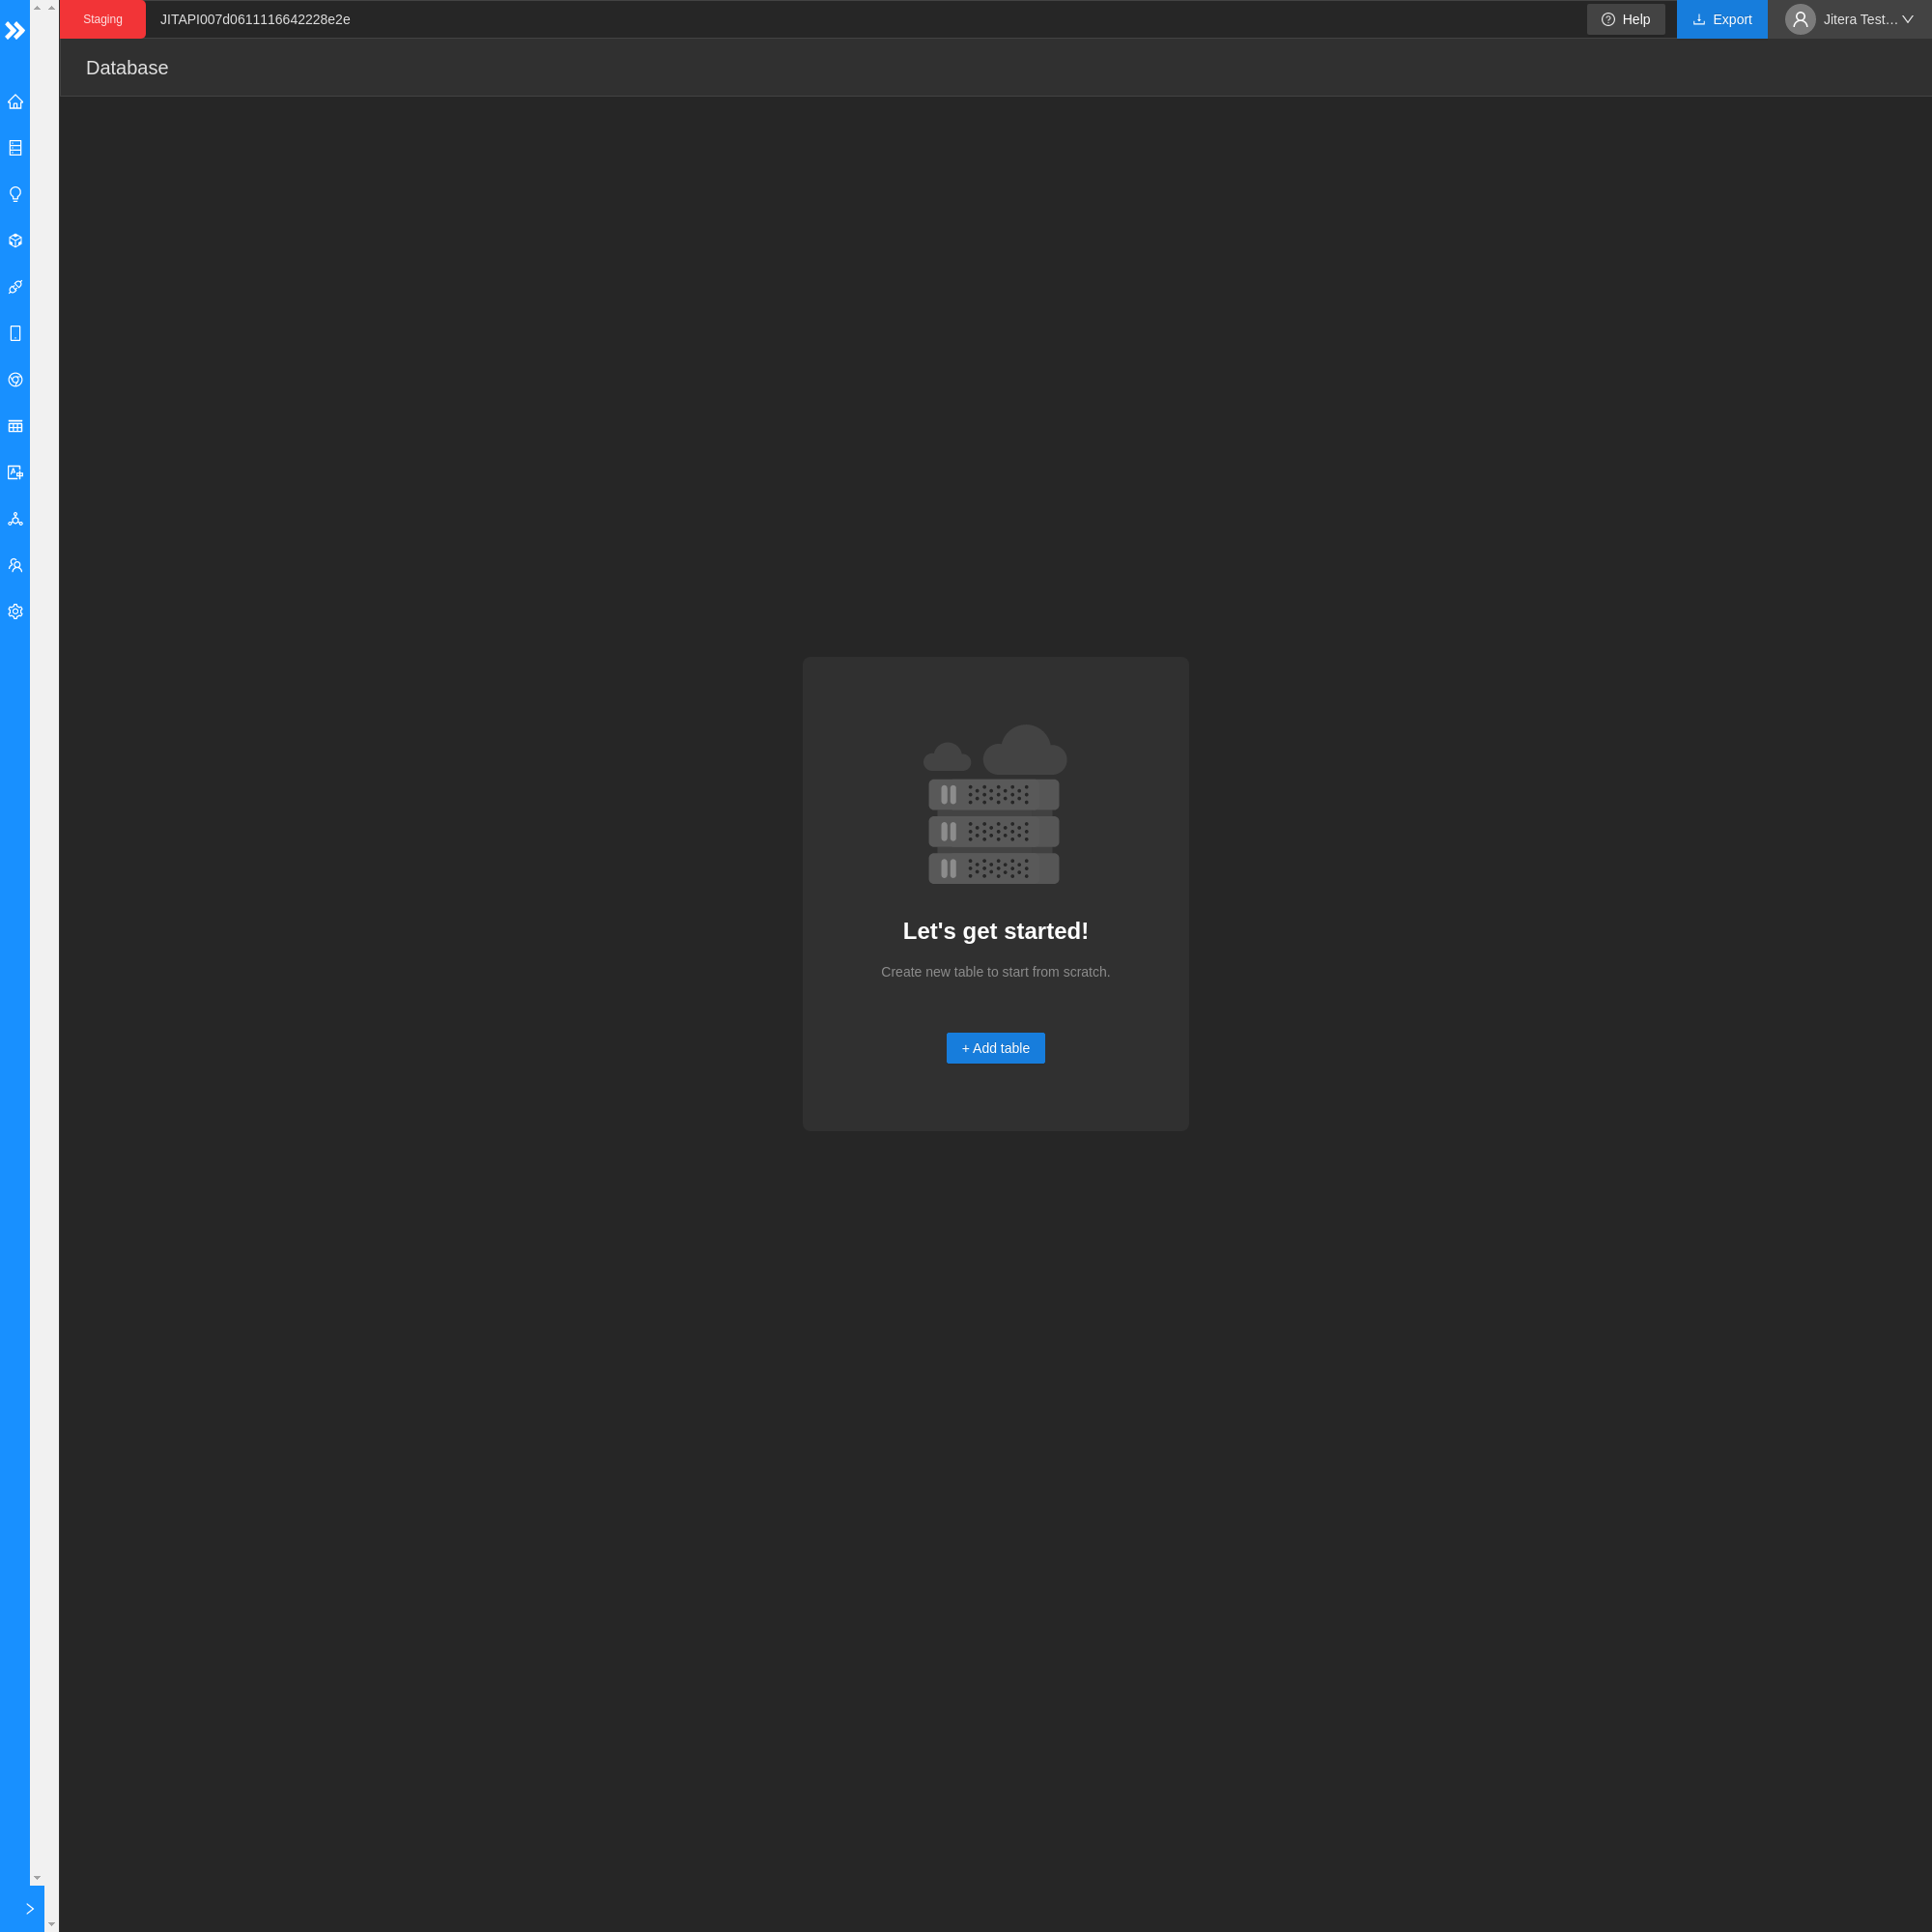 Staging
JITAPI007d0611116642228e2e
Help
Export
Jitera Test...
Database
Let's get started!
Create new table to start from scratch.
+ Add table